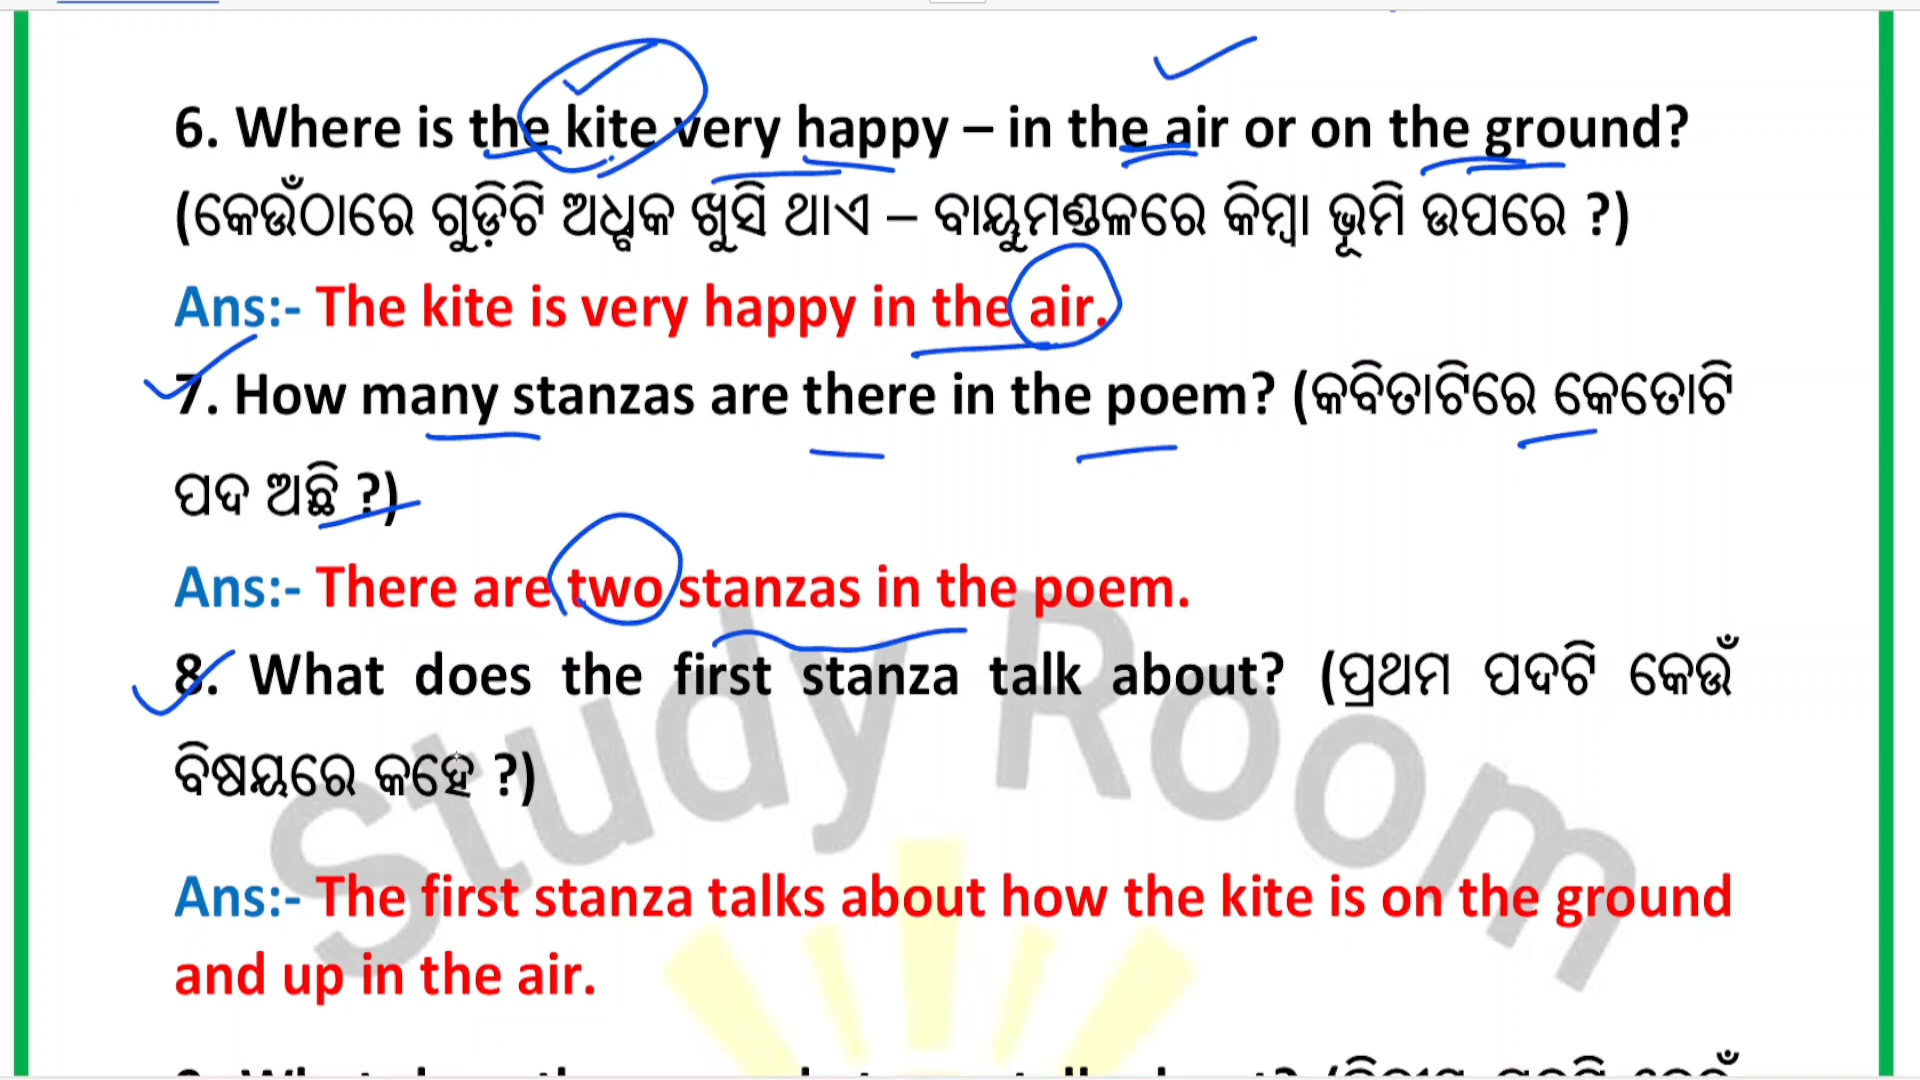 6. Where is the kite very happy – in the air or on the ground?
(କେଉଁଠାରେ ଗୁଡ଼ିଟି ଅଧିକ ଖୁସି ଥାଏ – ବାୟୁମଣ୍ଡଳରେ କିମ୍ବା ଭୂମି ଉପରେ ?)
Ans:- The kite is very happy in the air.
7. How many stanzas are there in the poem? (କବିତାଟିରେ କେତୋଟି
ପଦ ଅଛି ?)
Ans:- There are two stanzas in the poem.
8. What does the first stanza talk about? (ପ୍ରଥମ ପଦଟି କେଉଁ
ବିଷୟରେ କହେ ?)
Study Room
Ans:- The first stanza talks about how the kite is on the ground
and up in the air.